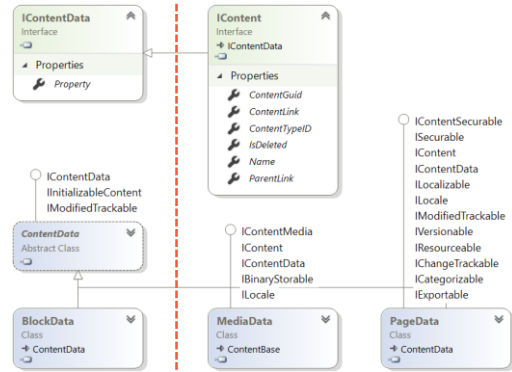 IContentData
Interface
Properties
Property
IContent
Interface
IContentData
Properties
ContentGuid
ContentLink
ContentTypeID
IsDeleted
Name
ParentLink
IContentData
IInitializableContent
IModifiedTrackable
ContentData
Abstract Class
IContentMedia
IContent
IContentData
IBinaryStorable
ILocale
IContentSecurable
ISecurable
IContent
IContentData
ILocalizable
ILocale
IModifiedTrackable
IVersionable
IResourceable
IChangeTrackable
ICategorizable
IExportable
BlockData
Class
ContentData
MediaData
Class
ContentBase
PageData
Class
ContentData